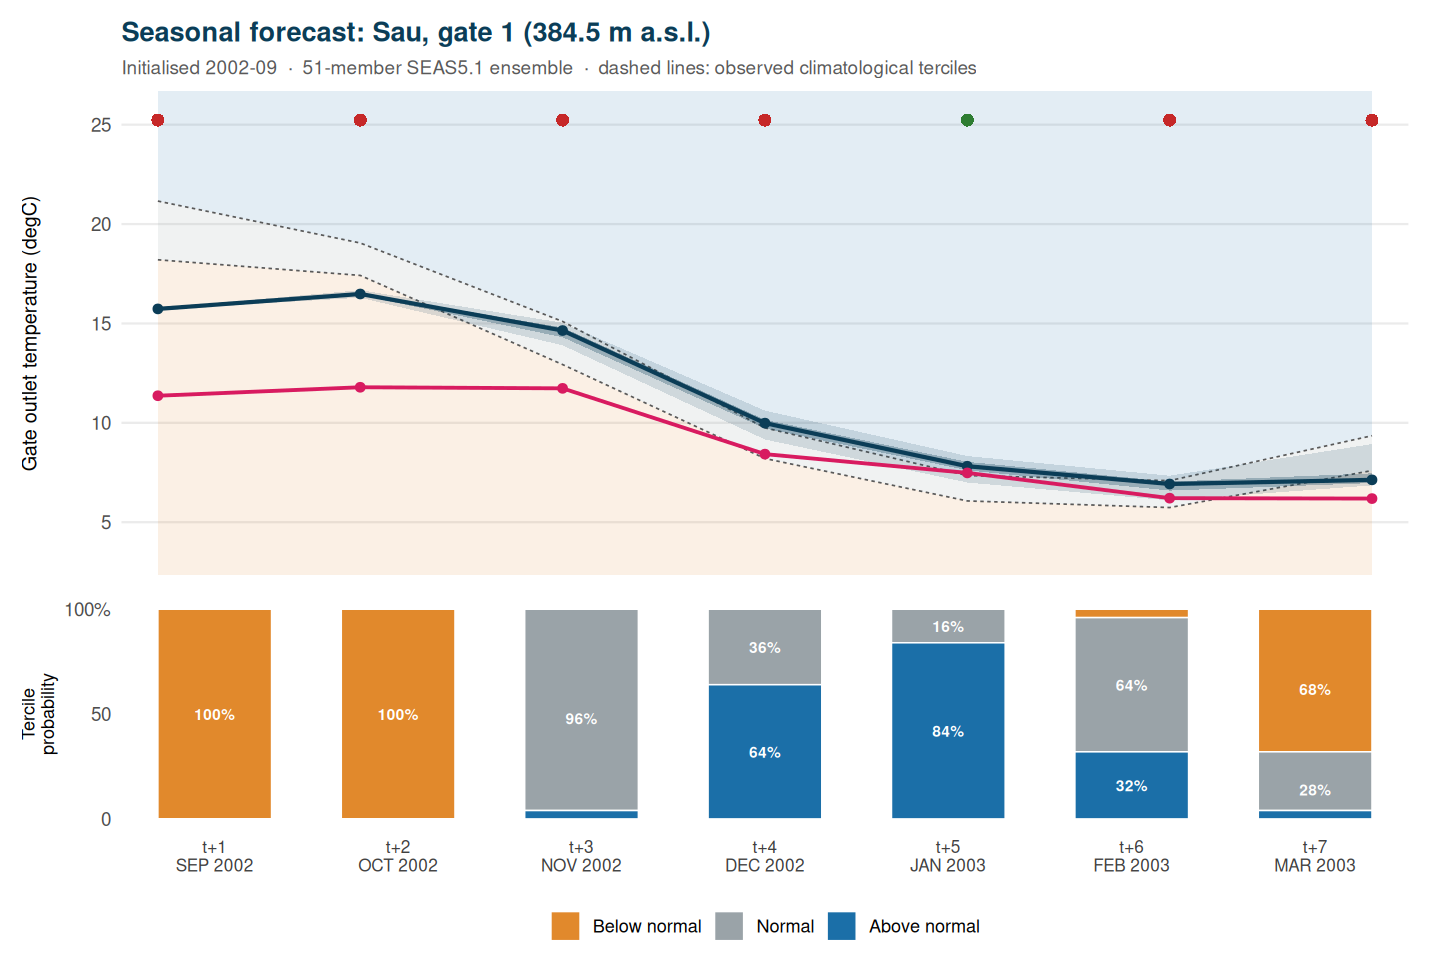 Seasonal forecast: Sau, gate 1 (384.5 m a.s.l.)
Initialised 2002-09 · 51-member SEAS5.1 ensemble · dashed lines: observed climatological terciles
Gate outlet temperature (degC)
25
20
15
10
5
Tercile
probability
100%
50
0
100%
100%
96%
36%
64%
16%
84%
64%
32%
68%
28%
t+1
SEP 2002
t+2
OCT 2002
t+3
NOV 2002
t+4
DEC 2002
t+5
JAN 2003
t+6
FEB 2003
t+7
MAR 2003
Below normal
Normal
Above normal